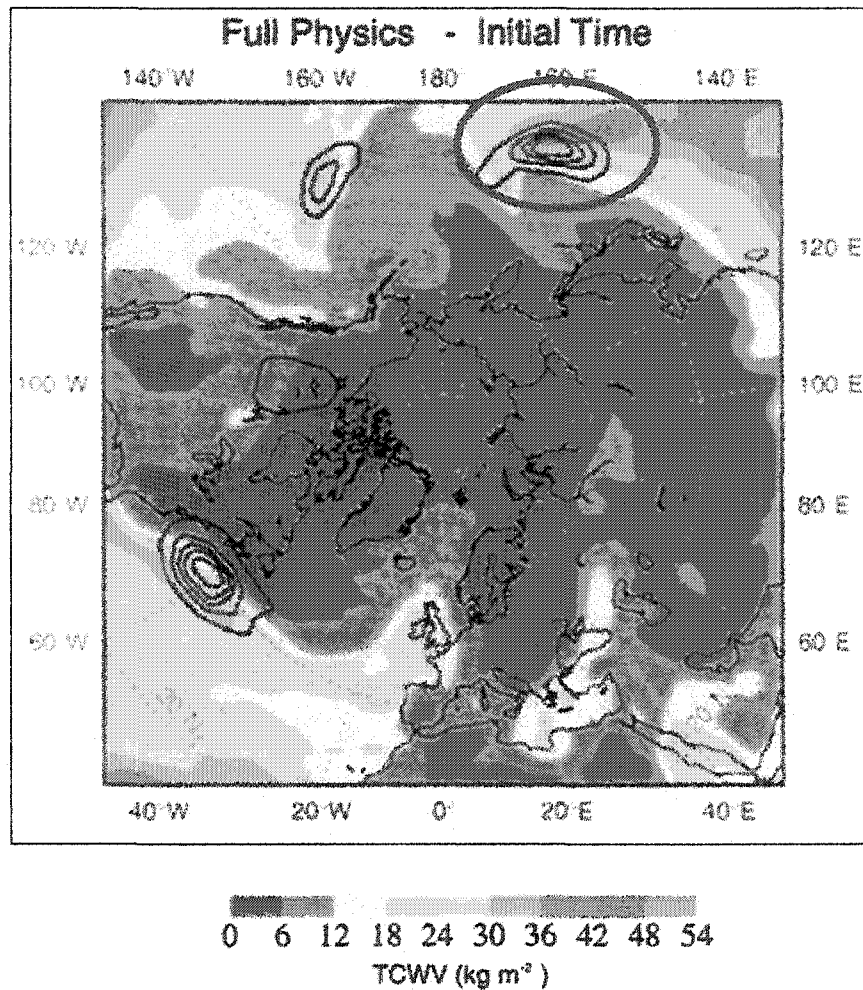 Full Physics - Initial Time
140°W 160°W 180° 160°E 140°E
120 W 120 E
100 W 100 E
80 W 80 E
60 W 60 E
40°W 20°W 0° 20°E 40°E
0 6 12 18 24 30 36 42 48 54
TCWV (kg m⁻²)